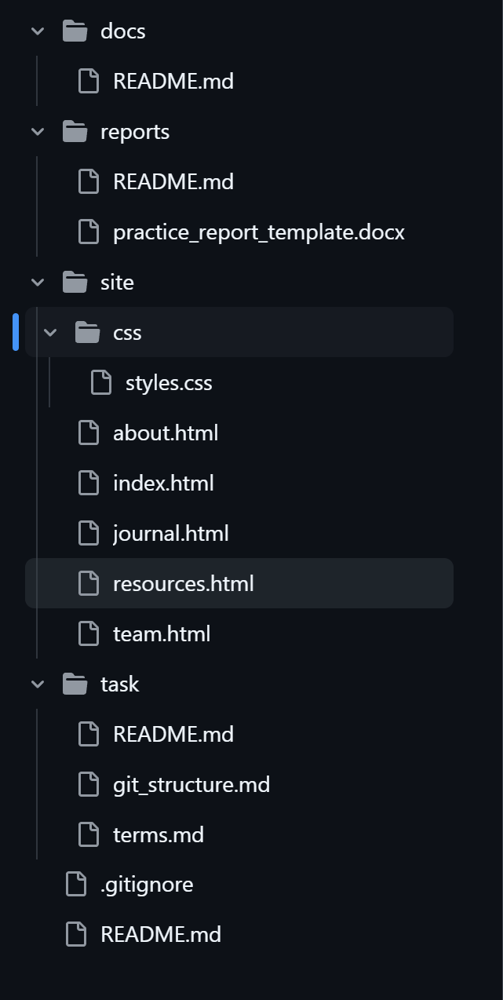 docs
README.md
reports
README.md
practice_report_template.docx
site
css
styles.css
about.html
index.html
journal.html
resources.html
team.html
task
README.md
git_structure.md
terms.md
.gitignore
README.md